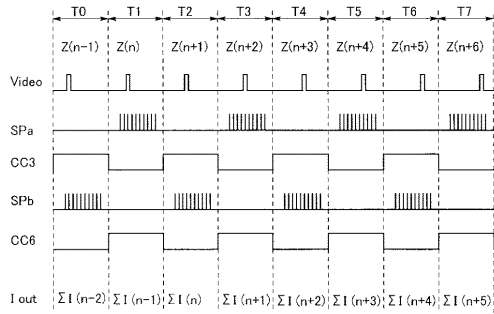 T0 T1 T2 T3 T4 T5 T6 T7
Z(n-1) Z(n) Z(n+1) Z(n+2) Z(n+3) Z(n+4) Z(n+5) Z(n+6)
Video
SPa
CC3
SPb
CC6
I out ΣI(n-2) ΣI(n-1) ΣI(n) ΣI(n+1) ΣI(n+2) ΣI(n+3) ΣI(n+4) ΣI(n+5)